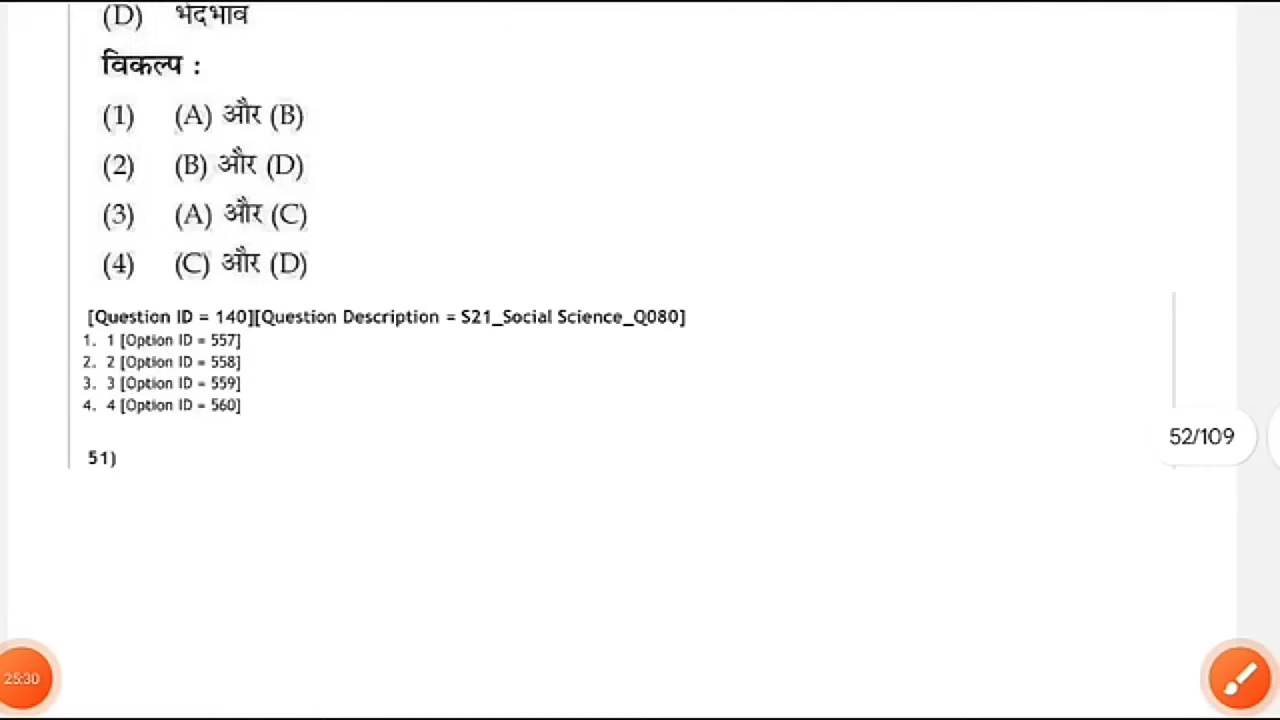 (D) भेदभाव
विकल्प :
(1) (A) और (B)
(2) (B) और (D)
(3) (A) और (C)
(4) (C) और (D)
[Question ID = 140][Question Description = S21_Social Science_Q080]
1. 1 [Option ID = 557]
2. 2 [Option ID = 558]
3. 3 [Option ID = 559]
4. 4 [Option ID = 560]
52/109
51)
25:30